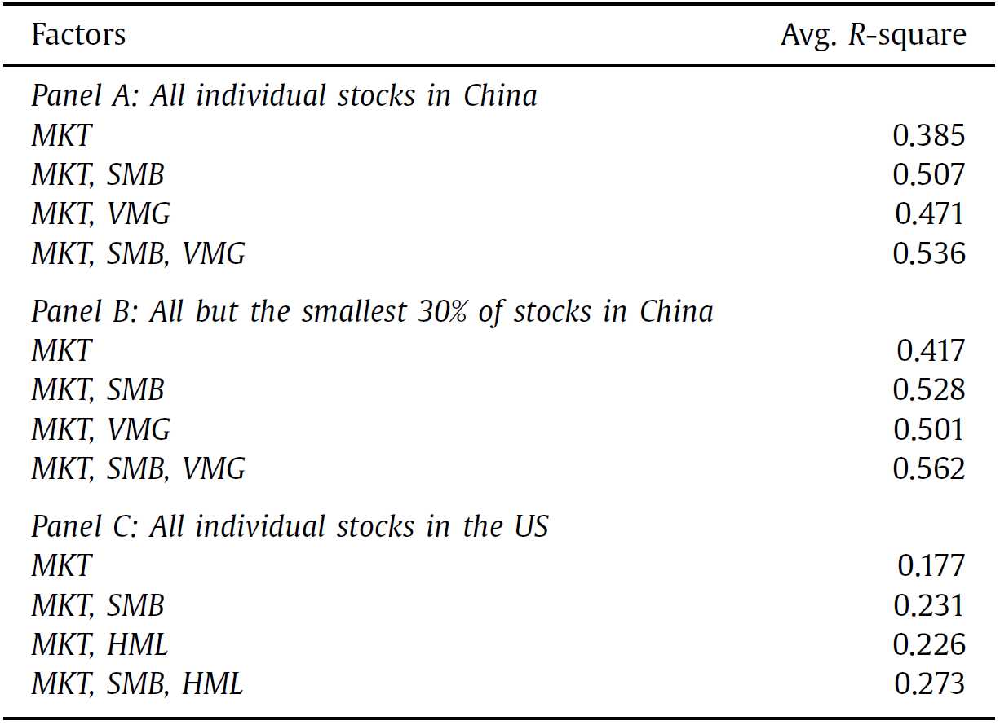 Factors Avg. R-square
Panel A: All individual stocks in China
MKT 0.385
MKT, SMB 0.507
MKT, VMG 0.471
MKT, SMB, VMG 0.536
Panel B: All but the smallest 30% of stocks in China
MKT 0.417
MKT, SMB 0.528
MKT, VMG 0.501
MKT, SMB, VMG 0.562
Panel C: All individual stocks in the US
MKT 0.177
MKT, SMB 0.231
MKT, HML 0.226
MKT, SMB, HML 0.273